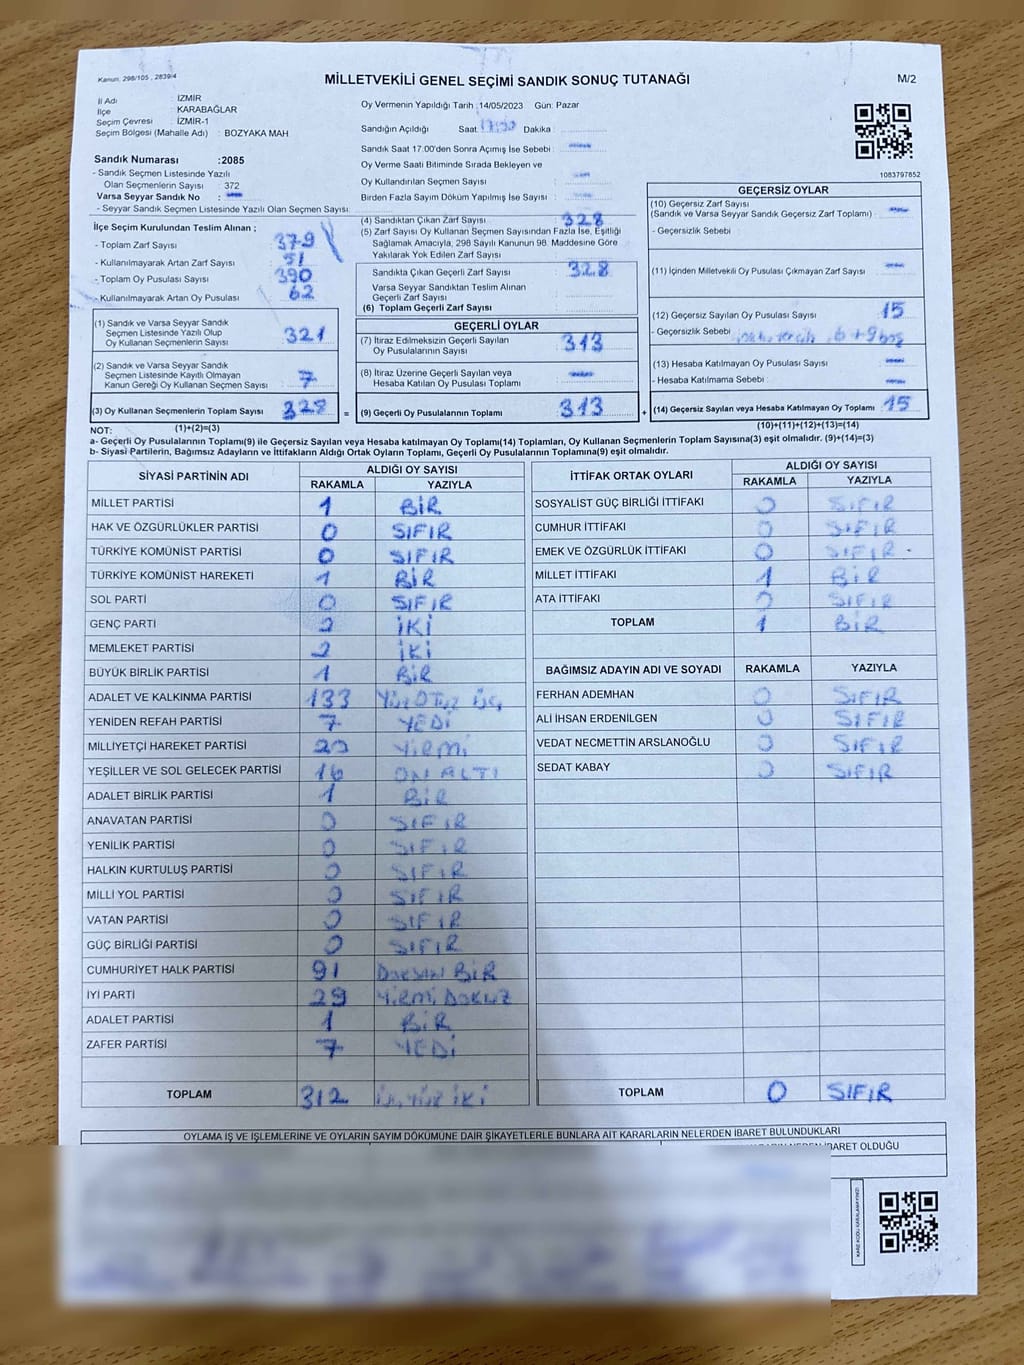 Kanun, 298/105 , 2839/4
MİLLETVEKİLİ GENEL SEÇİMİ SANDIK SONUÇ TUTANAĞI
M/2
İl Adı : İZMİR
İlçe : KARABAĞLAR
Seçim Çevresi : İZMİR-1
Seçim Bölgesi (Mahalle Adı) : BOZYAKA MAH
Sandık Numarası :2085
- Sandık Seçmen Listesinde Yazılı
Olan Seçmenlerin Sayısı : 372
Varsa Seyyar Sandık No :
- Seyyar Sandık Seçmen Listesinde Yazılı Olan Seçmen Sayısı:
Oy Vermenin Yapıldığı Tarih :14/05/2023 Gün: Pazar
Sandığın Açıldığı Saat Dakika :
Sandık Saat 17.00'den Sonra Açımış İse Sebebi :
Oy Verme Saati Bitiminde Sırada Bekleyen ve
Oy Kullandırılan Seçmen Sayısı :
Birden Fazla Sayım Döküm Yapılmış İse Sayısı :
1083797652
İlçe Seçim Kurulundan Teslim Alınan ;
- Toplam Zarf Sayısı : 379
- Kullanılmayarak Artan Zarf Sayısı : 51
- Toplam Oy Pusulası Sayısı : 390
- Kullanılmayarak Artan Oy Pusulası : 62
(4) Sandıktan Çıkan Zarf Sayısı : 328
(5) Zarf Sayısı Oy Kullanan Seçmen Sayısından Fazla İse, Eşitliği
Sağlamak Amacıyla, 298 Sayılı Kanunun 98. Maddesine Göre
Yakılarak Yok Edilen Zarf Sayısı :
Sandıkta Çıkan Geçerli Zarf Sayısı : 328
Varsa Seyyar Sandıktan Teslim Alınan
Geçerli Zarf Sayısı :
(6) Toplam Geçerli Zarf Sayısı :
GEÇERSİZ OYLAR
(10) Geçersiz Zarf Sayısı
(Sandık ve Varsa Seyyar Sandık Geçersiz Zarf Toplamı) :
- Geçersizlik Sebebi :
(11) İçinden Milletvekili Oy Pusulası Çıkmayan Zarf Sayısı :
(12) Geçersiz Sayılan Oy Pusulası Sayısı : 15
- Geçersizlik Sebebi : 6+9 boş
(13) Hesaba Katılmayan Oy Pusulası Sayısı :
- Hesaba Katılmama Sebebi :
(14) Geçersiz Sayılan veya Hesaba Katılmayan Oy Toplamı : 15
(10)+(11)+(12)+(13)=(14)
(1) Sandık ve Varsa Seyyar Sandık
Seçmen Listesinde Yazılı Olup
Oy Kullanan Seçmenlerin Sayısı : 321
(2) Sandık ve Varsa Seyyar Sandık
Seçmen Listesinde Kayıtlı Olmayan
Kanun Gereği Oy Kullanan Seçmen Sayısı : 7
(3) Oy Kullanan Seçmenlerin Toplam Sayısı : 328 =
(1)+(2)=(3)
GEÇERLİ OYLAR
(7) İtiraz Edilmeksizin Geçerli Sayılan
Oy Pusulalarının Sayısı : 313
(8) İtiraz Üzerine Geçerli Sayılan veya
Hesaba Katılan Oy Pusulası Toplamı :
(9) Geçerli Oy Pusulalarının Toplamı : 313 +
NOT:
a- Geçerli Oy Pusulalarının Toplamı(9) ile Geçersiz Sayılan veya Hesaba katılmayan Oy Toplamı(14) Toplamları, Oy Kullanan Seçmenlerin Toplam Sayısına(3) eşit olmalıdır. (9)+(14)=(3)
b- Siyasi Partilerin, Bağımsız Adayların ve İttifakların Aldığı Ortak Oyların Toplamı, Geçerli Oy Pusulalarının Toplamına(9) eşit olmalıdır.
SİYASİ PARTİNİN ADI ALDIĞI OY SAYISI
RAKAMLA YAZIYLA
MİLLET PARTİSİ 1 BİR
HAK VE ÖZGÜRLÜKLER PARTİSİ 0 SIFIR
TÜRKİYE KOMÜNİST PARTİSİ 0 SIFIR
TÜRKİYE KOMÜNİST HAREKETİ 1 BİR
SOL PARTİ 0 SIFIR
GENÇ PARTİ 2 İKİ
MEMLEKET PARTİSİ 2 İKİ
BÜYÜK BİRLİK PARTİSİ 1 BİR
ADALET VE KALKINMA PARTİSİ 133 YÜZ OTUZ ÜÇ
YENİDEN REFAH PARTİSİ 7 YEDİ
MİLLİYETÇİ HAREKET PARTİSİ 20 YİRMİ
YEŞİLLER VE SOL GELECEK PARTİSİ 16 ON ALTI
ADALET BİRLİK PARTİSİ 1 BİR
ANAVATAN PARTİSİ 0 SIFIR
YENİLİK PARTİSİ 0 SIFIR
HALKIN KURTULUŞ PARTİSİ 0 SIFIR
MİLLİ YOL PARTİSİ 0 SIFIR
VATAN PARTİSİ 0 SIFIR
GÜÇ BİRLİĞİ PARTİSİ 0 SIFIR
CUMHURİYET HALK PARTİSİ 91 DOKSAN BİR
İYİ PARTİ 29 YİRMİ DOKUZ
ADALET PARTİSİ 1 BİR
ZAFER PARTİSİ 7 YEDİ
TOPLAM 312 İKİ
İTTİFAK ORTAK OYLARI ALDIĞI OY SAYISI
RAKAMLA YAZIYLA
SOSYALİST GÜÇ BİRLİĞİ İTTİFAKI 0 SIFIR
CUMHUR İTTİFAKI 0 SIFIR
EMEK VE ÖZGÜRLÜK İTTİFAKI 0 SIFIR
MİLLET İTTİFAKI 1 BİR
ATA İTTİFAKI 0 SIFIR
TOPLAM 1 BİR
BAĞIMSIZ ADAYIN ADI VE SOYADI RAKAMLA YAZIYLA
FERHAN ADEMHAN 0 SIFIR
ALİ İHSAN ERDENİLGEN 0 SIFIR
VEDAT NECMETTİN ARSLANOĞLU 0 SIFIR
SEDAT KABAY 0 SIFIR
TOPLAM 0 SIFIR
OYLAMA İŞ VE İŞLEMLERİNE VE OYLARIN SAYIM DÖKÜMÜNE DAİR ŞİKAYETLERLE BUNLARA AİT KARARLARIN NELERDEN İBARET BULUNDUKLARI
İBARET OLDUĞU
KARE KODU KARALAMAYINIZ!